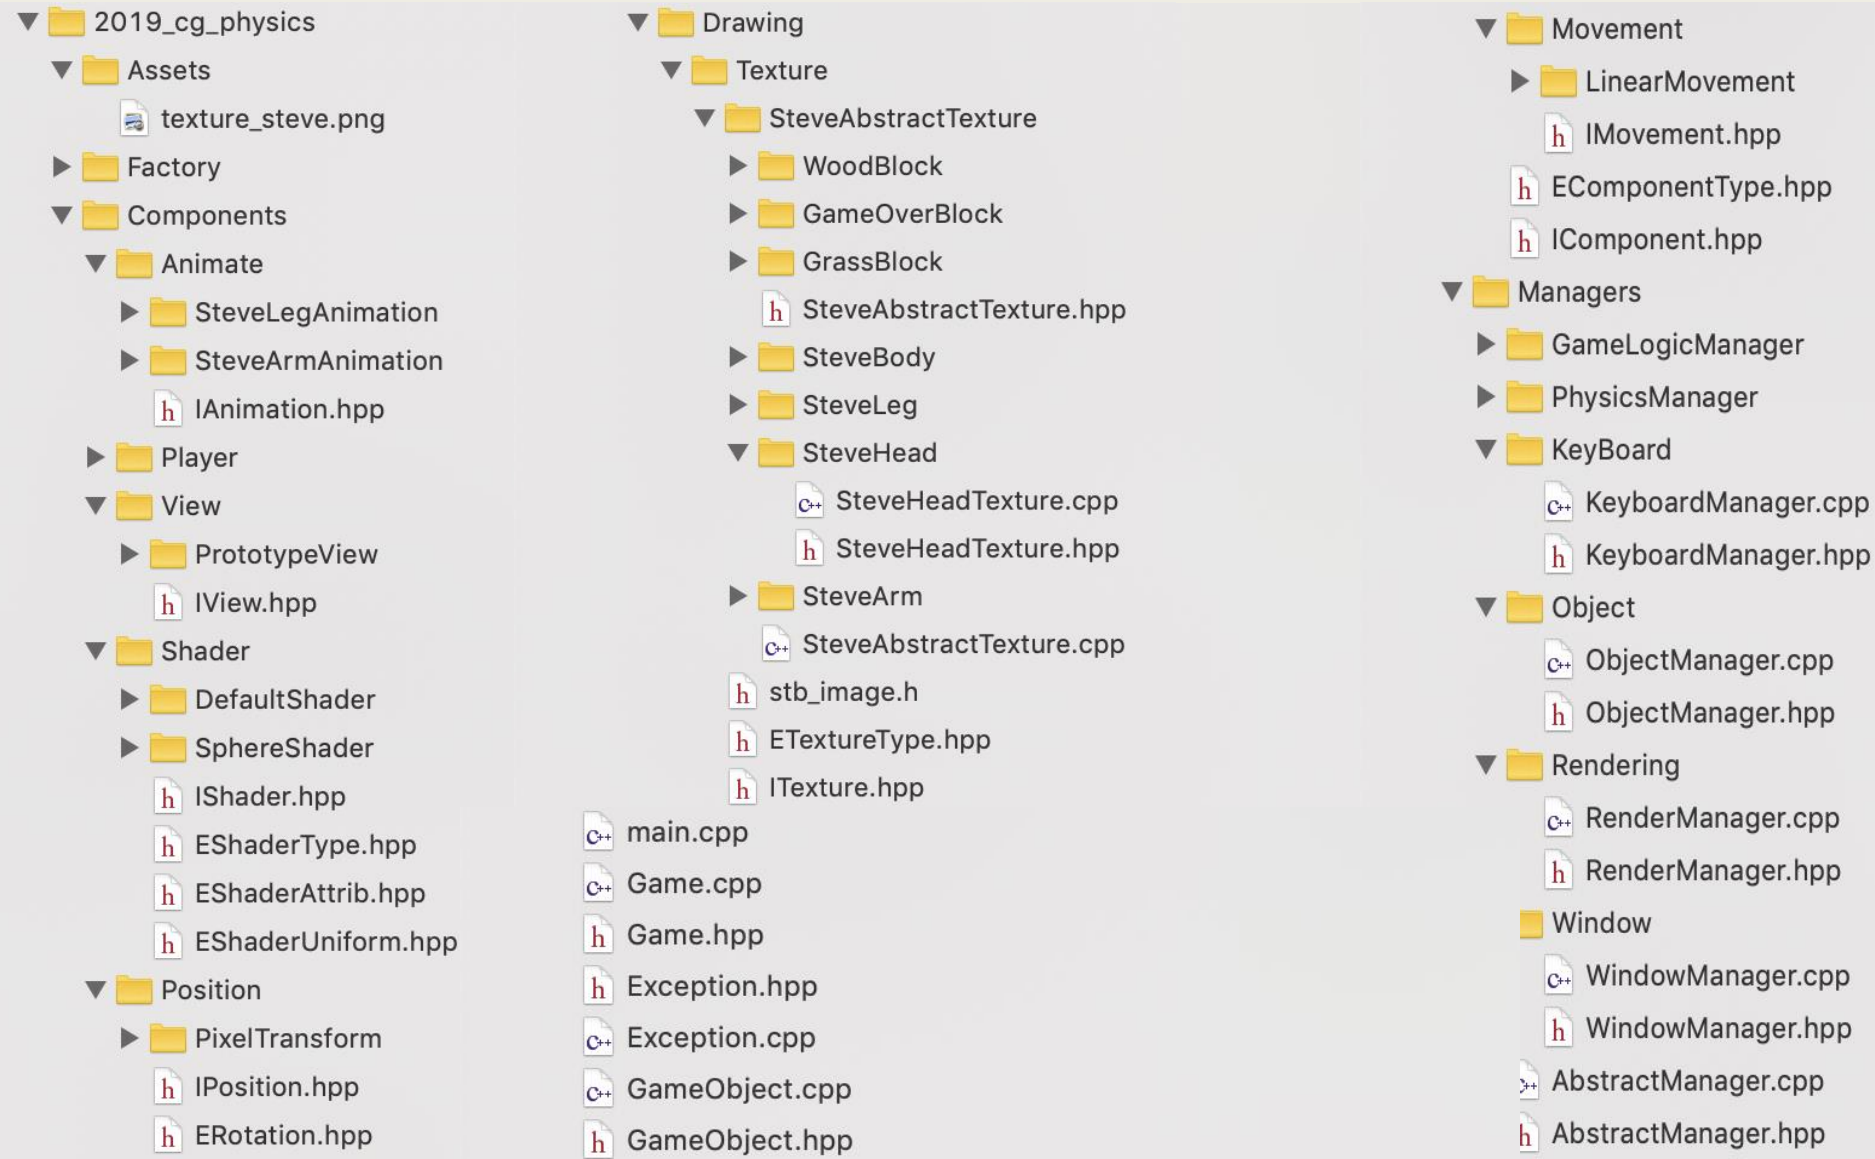 2019_cg_physics
Assets
texture_steve.png
Factory
Components
Animate
SteveLegAnimation
SteveArmAnimation
IAnimation.hpp
Player
View
PrototypeView
IView.hpp
Shader
DefaultShader
SphereShader
IShader.hpp
EShaderType.hpp
EShaderAttrib.hpp
EShaderUniform.hpp
Position
PixelTransform
IPosition.hpp
ERotation.hpp
Drawing
Texture
SteveAbstractTexture
WoodBlock
GameOverBlock
GrassBlock
SteveAbstractTexture.hpp
SteveBody
SteveLeg
SteveHead
SteveHeadTexture.cpp
SteveHeadTexture.hpp
SteveArm
SteveAbstractTexture.cpp
stb_image.h
ETextureType.hpp
ITexture.hpp
main.cpp
Game.cpp
Game.hpp
Exception.hpp
Exception.cpp
GameObject.cpp
GameObject.hpp
Movement
LinearMovement
IMovement.hpp
EComponentType.hpp
IComponent.hpp
Managers
GameLogicManager
PhysicsManager
KeyBoard
KeyboardManager.cpp
KeyboardManager.hpp
Object
ObjectManager.cpp
ObjectManager.hpp
Rendering
RenderManager.cpp
RenderManager.hpp
Window
WindowManager.cpp
WindowManager.hpp
AbstractManager.cpp
AbstractManager.hpp